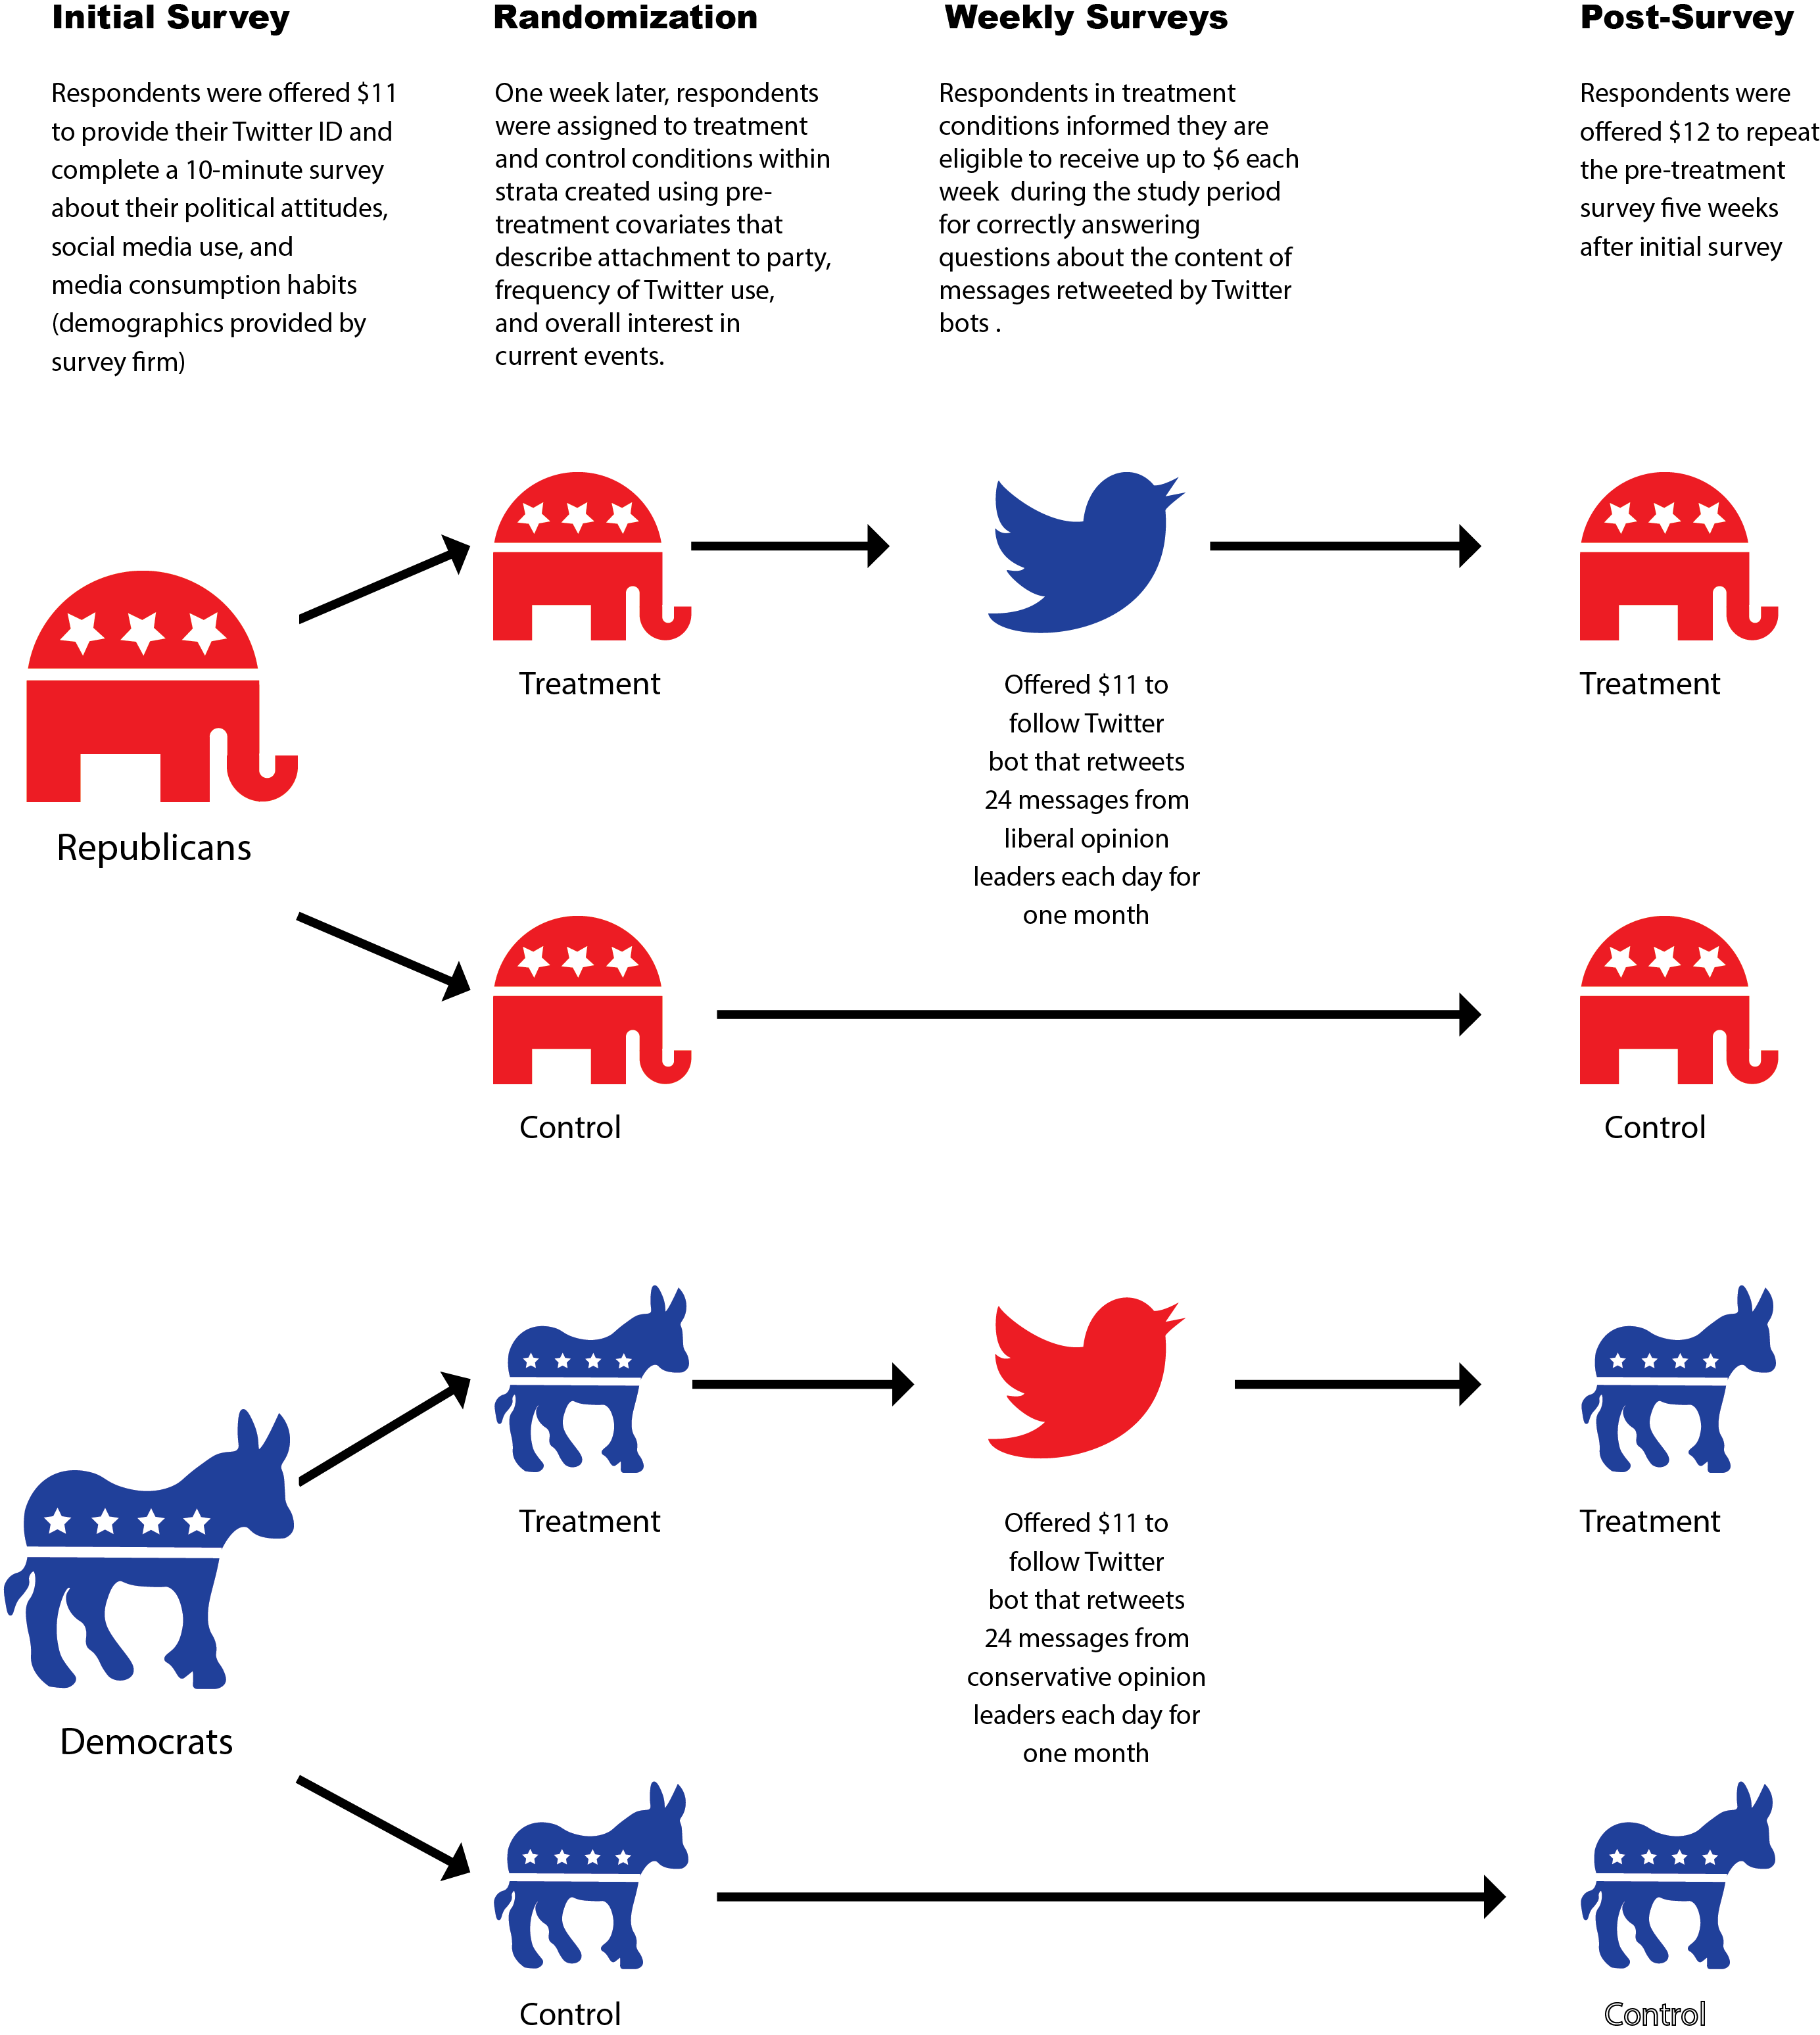 Initial Survey
Respondents were offered $11
to provide their Twitter ID and
complete a 10-minute survey
about their political attitudes,
social media use, and
media consumption habits
(demographics provided by
survey firm)
Randomization
One week later, respondents
were assigned to treatment
and control conditions within
strata created using pre-
treatment covariates that
describe attachment to party,
frequency of Twitter use,
and overall interest in
current events.
Weekly Surveys
Respondents in treatment
conditions informed they are
eligible to receive up to $6 each
week during the study period
for correctly answering
questions about the content of
messages retweeted by Twitter
bots .
Post-Survey
Respondents were
offered $12 to repeat
the pre-treatment
survey five weeks
after initial survey
Republicans
Treatment
Offered $11 to
follow Twitter
bot that retweets
24 messages from
liberal opinion
leaders each day for
one month
Treatment
Control
Control
Democrats
Treatment
Offered $11 to
follow Twitter
bot that retweets
24 messages from
conservative opinion
leaders each day for
one month
Treatment
Control
Control